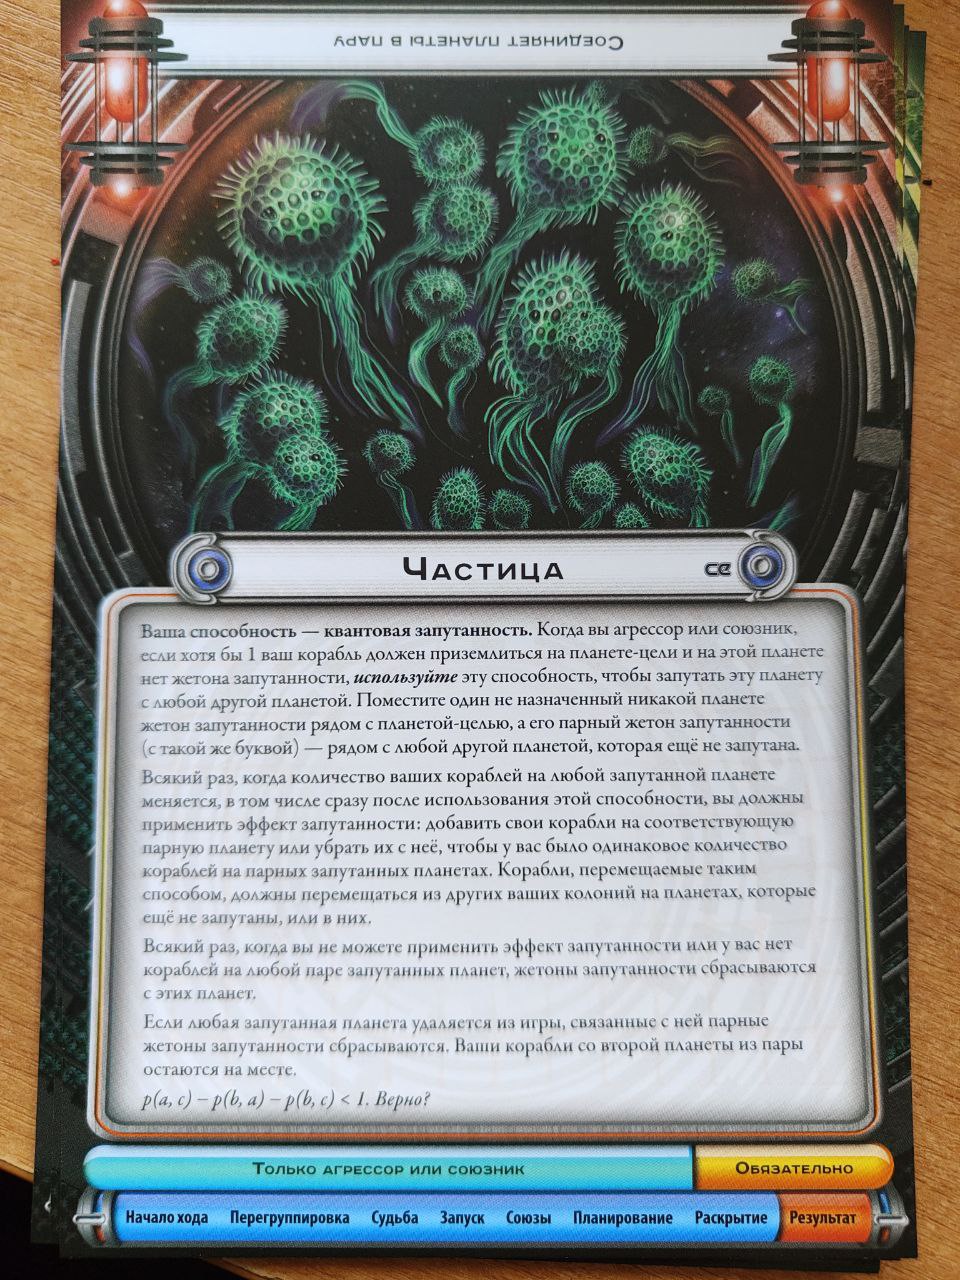 Соединяет планеты в пару
Частица
ce
Ваша способность — квантовая запутанность. Когда вы агрессор или союзник,
если хотя бы 1 ваш корабль должен приземлиться на планете-цели и на этой планете
нет жетона запутанности, используйте эту способность, чтобы запутать эту планету
с любой другой планетой. Поместите один не назначенный никакой планете
жетон запутанности рядом с планетой-целью, а его парный жетон запутанности
(с такой же буквой) — рядом с любой другой планетой, которая ещё не запутана.
Всякий раз, когда количество ваших кораблей на любой запутанной планете
меняется, в том числе сразу после использования этой способности, вы должны
применить эффект запутанности: добавить свои корабли на соответствующую
парную планету или убрать их с неё, чтобы у вас было одинаковое количество
кораблей на парных запутанных планетах. Корабли, перемещаемые таким
способом, должны перемещаться из других ваших колоний на планетах, которые
ещё не запутаны, или в них.
Всякий раз, когда вы не можете применить эффект запутанности или у вас нет
кораблей на любой паре запутанных планет, жетоны запутанности сбрасываются
с этих планет.
Если любая запутанная планета удаляется из игры, связанные с ней парные
жетоны запутанности сбрасываются. Ваши корабли со второй планеты из пары
остаются на месте.
p(a, c) – p(b, a) – p(b, c) < 1. Верно?
Только агрессор или союзник Обязательно
Начало хода Перегруппировка Судьба Запуск Союзы Планирование Раскрытие Результат